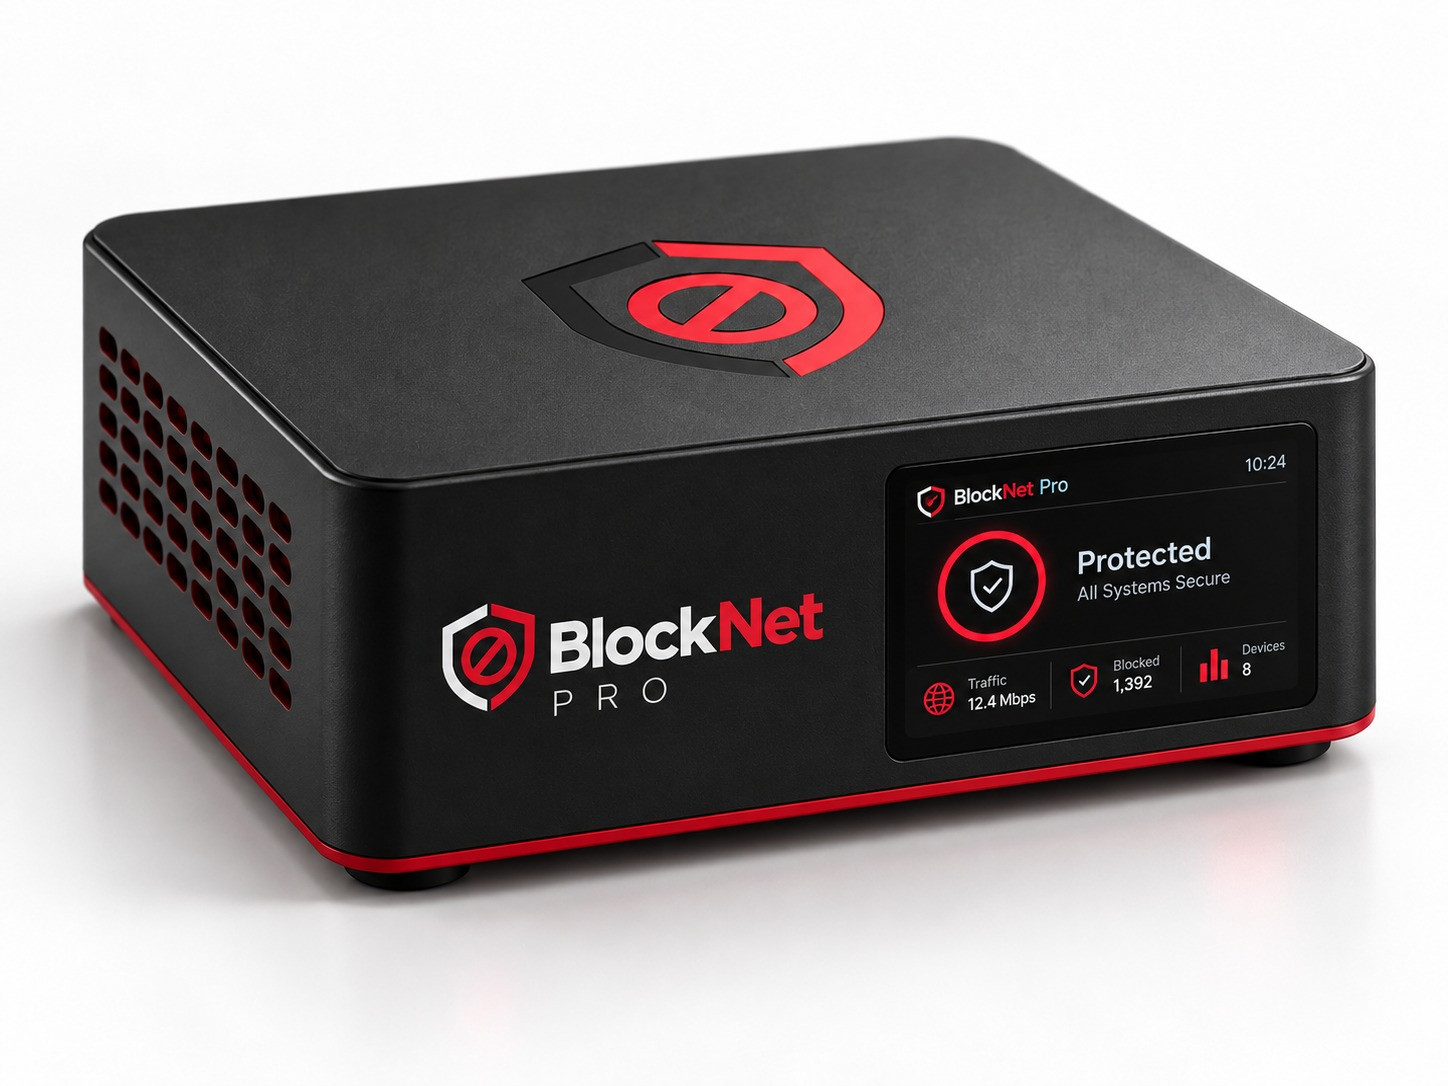 BlockNet
PRO
BlockNet Pro
10:24
Protected
All Systems Secure
Traffic
12.4 Mbps
Blocked
1,392
Devices
8